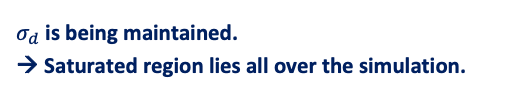 𝜎𝑑 is being maintained.
→ Saturated region lies all over the simulation.